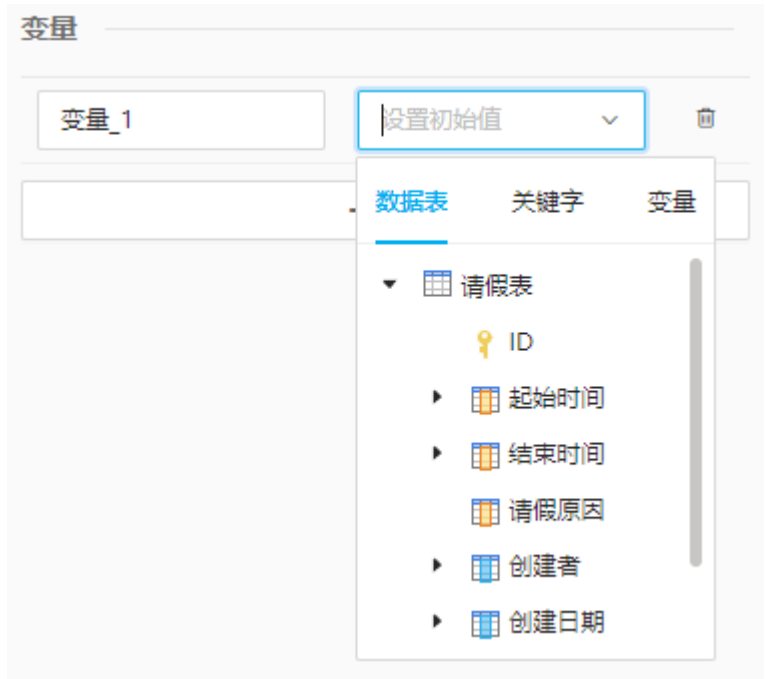 变量
变量_1 设置初始值
数据表 关键字 变量
请假表
ID
起始时间
结束时间
请假原因
创建者
创建日期